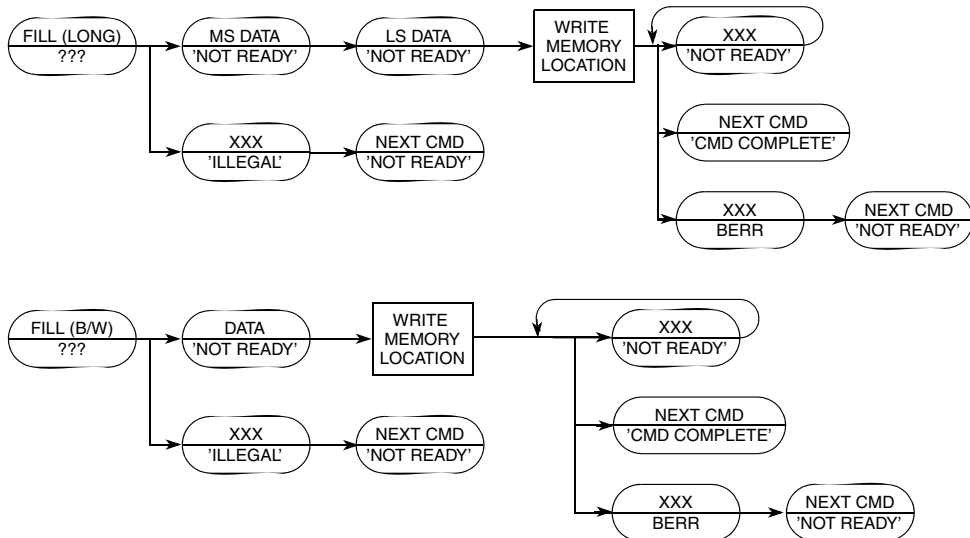 FILL (LONG)
???
MS DATA
'NOT READY'
LS DATA
'NOT READY'
WRITE
MEMORY
LOCATION
XXX
'NOT READY'
XXX
'ILLEGAL'
NEXT CMD
'NOT READY'
NEXT CMD
'CMD COMPLETE'
XXX
BERR
NEXT CMD
'NOT READY'
FILL (B/W)
???
DATA
'NOT READY'
WRITE
MEMORY
LOCATION
XXX
'NOT READY'
XXX
'ILLEGAL'
NEXT CMD
'NOT READY'
NEXT CMD
'CMD COMPLETE'
XXX
BERR
NEXT CMD
'NOT READY'